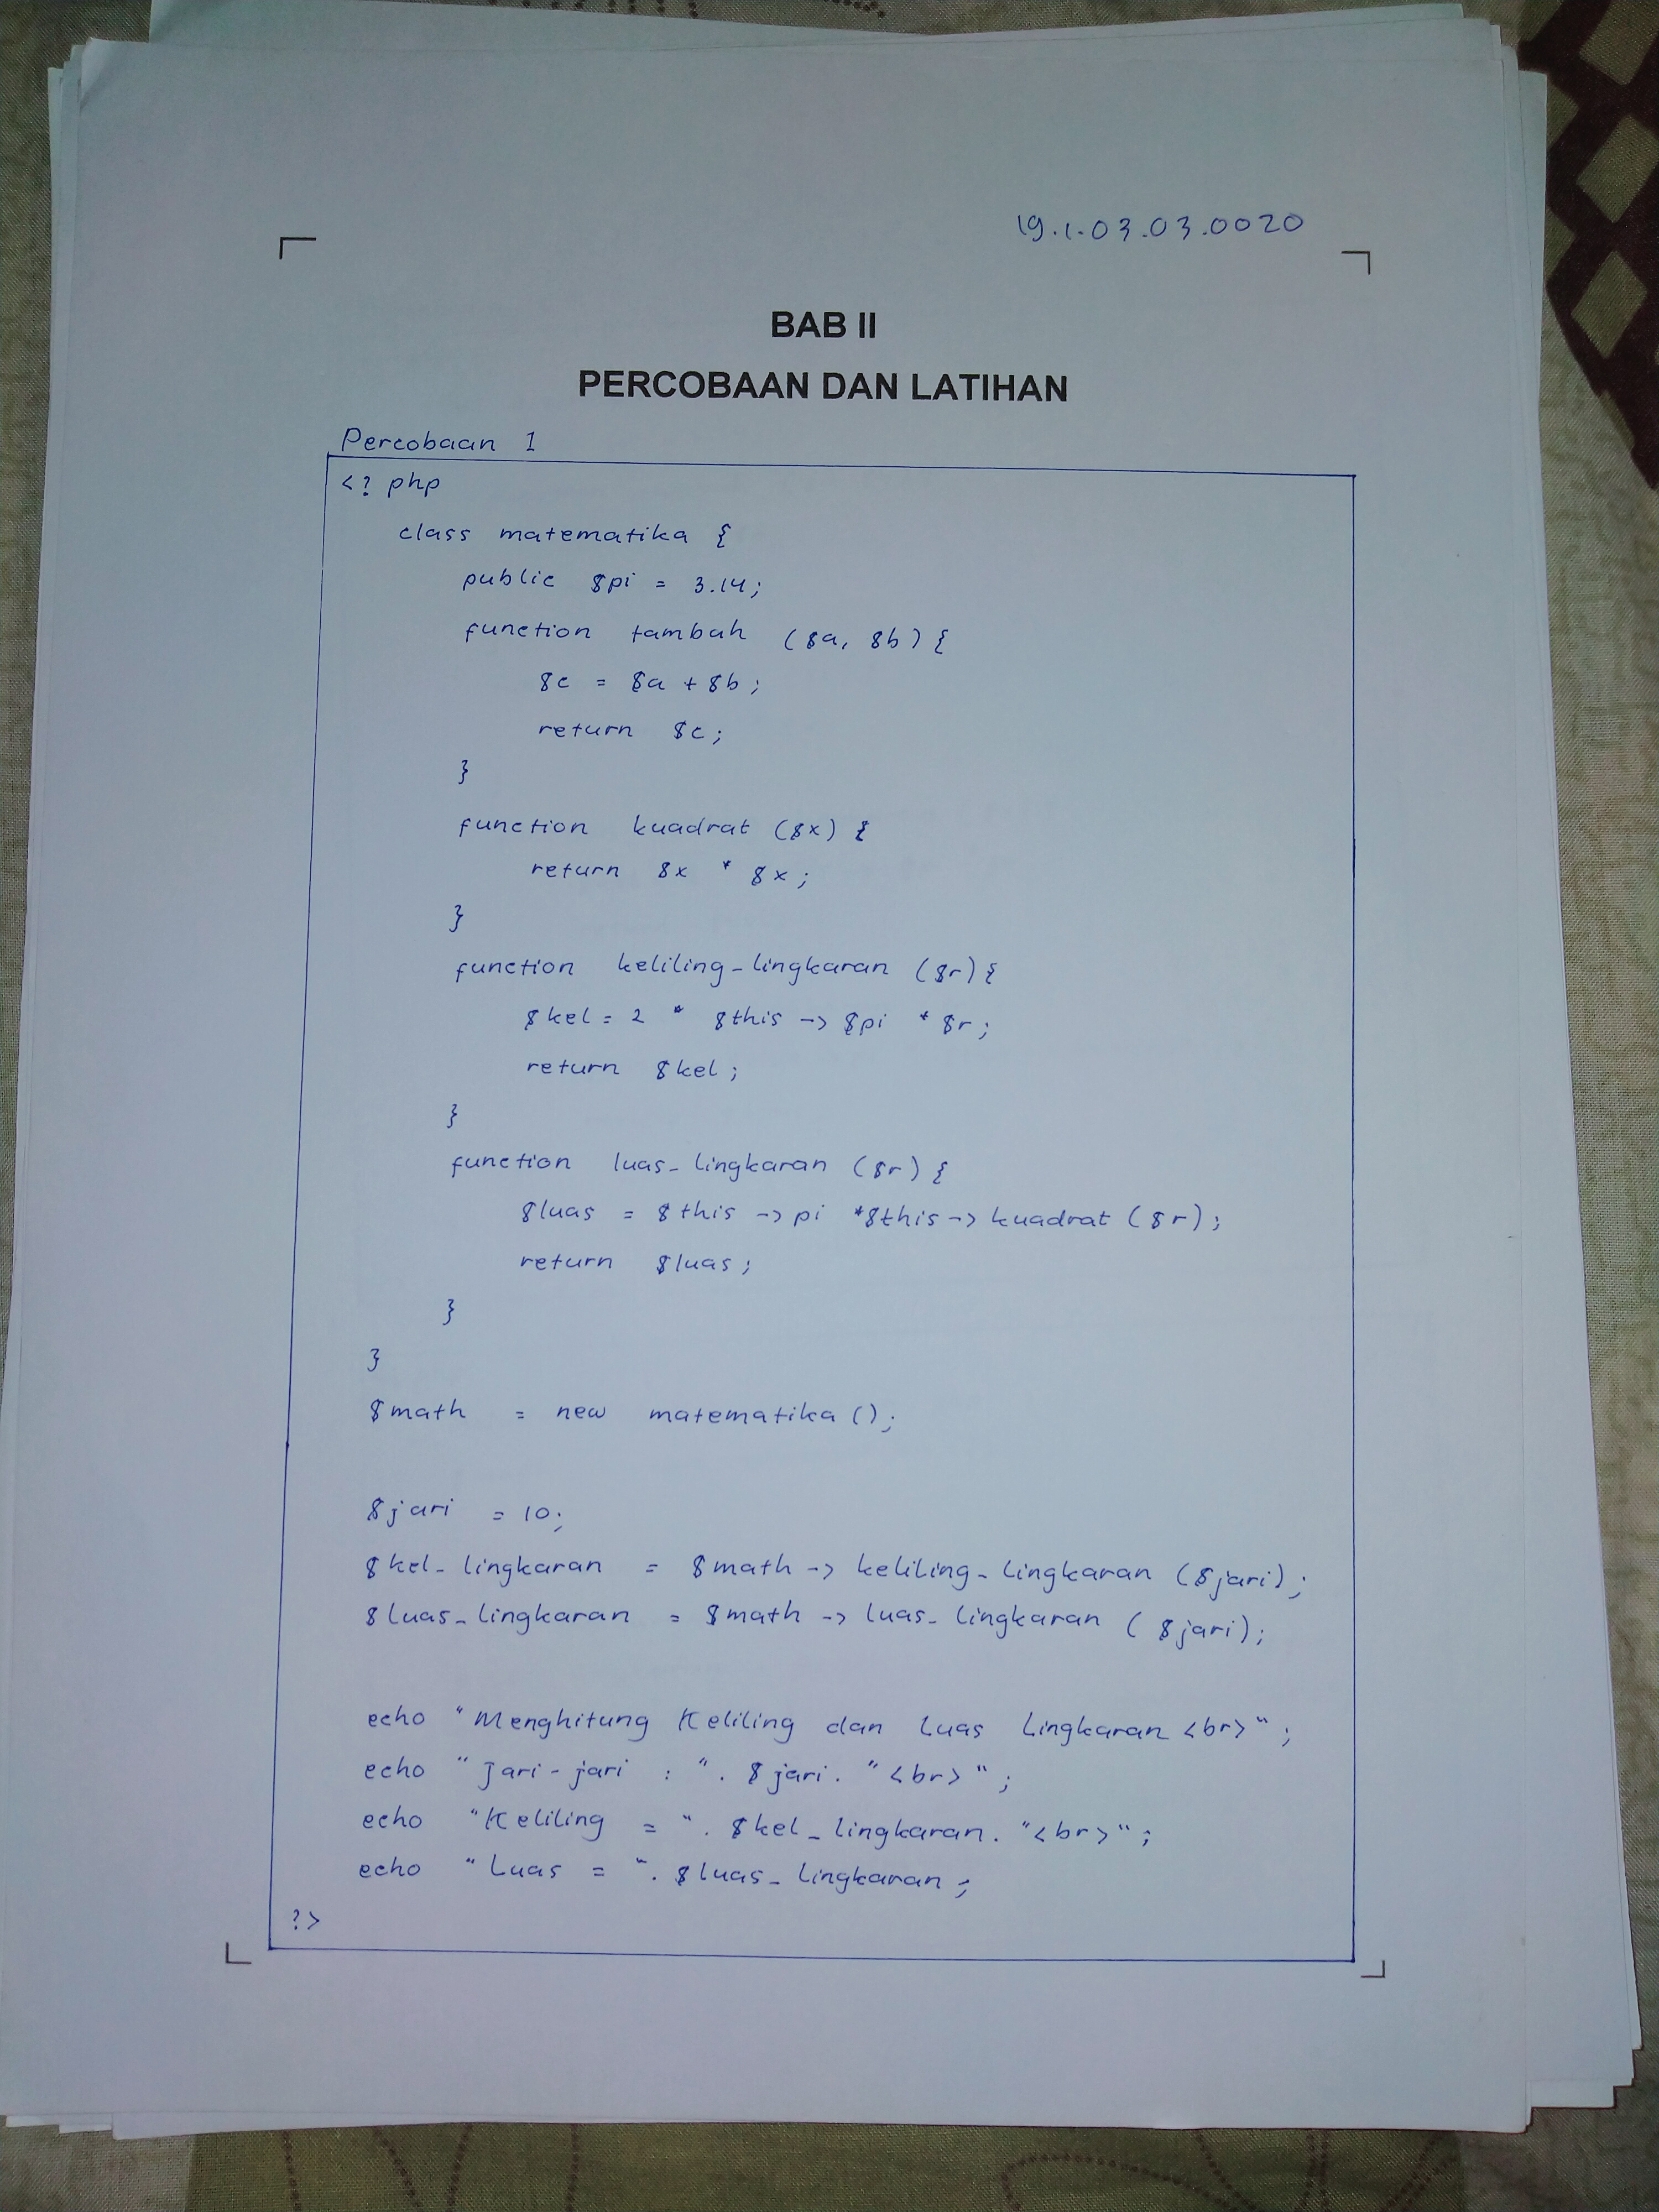 19.1.03.03.0020
BAB II
PERCOBAAN DAN LATIHAN
Percobaan 1
<? php
class matematika {
public $pi = 3.14;
function tambah ($a, $b) {
$c = $a + $b;
return $c;
}
function kuadrat ($x) {
return $x * $x;
}
function keliling_lingkaran ($r) {
$kel = 2 * $this -> $pi * $r;
return $kel;
}
function luas_lingkaran ($r) {
$luas = $this -> pi * $this -> kuadrat ($r);
return $luas;
}
}
$math = new matematika ();
$jari = 10;
$kel_lingkaran = $math -> keliling_lingkaran ($jari);
$luas_lingkaran = $math -> luas_lingkaran ($jari);
echo "Menghitung Keliling dan Luas Lingkaran <br>";
echo "Jari-jari : ". $jari. "<br>";
echo "Keliling = ". $kel_lingkaran. "<br>";
echo "Luas = ". $luas_lingkaran;
?>